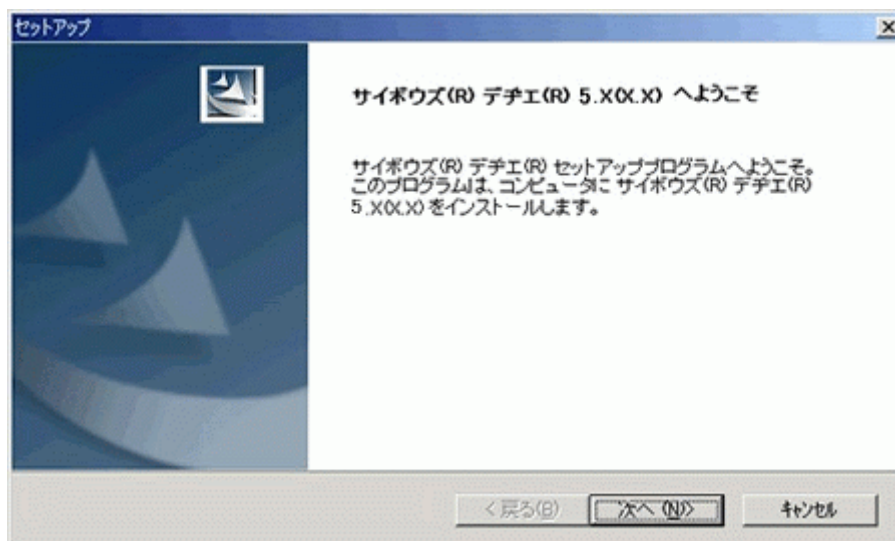 セットアップ
サイボウズ(R) デヂエ(R) 5.X(X.X) へようこそ
サイボウズ(R) デヂエ(R) セットアッププログラムへようこそ。
このプログラムは、コンピュータに サイボウズ(R) デヂエ(R)
5.X(X.X) をインストールします。
< 戻る(B)
次へ (N)>
キャンセル